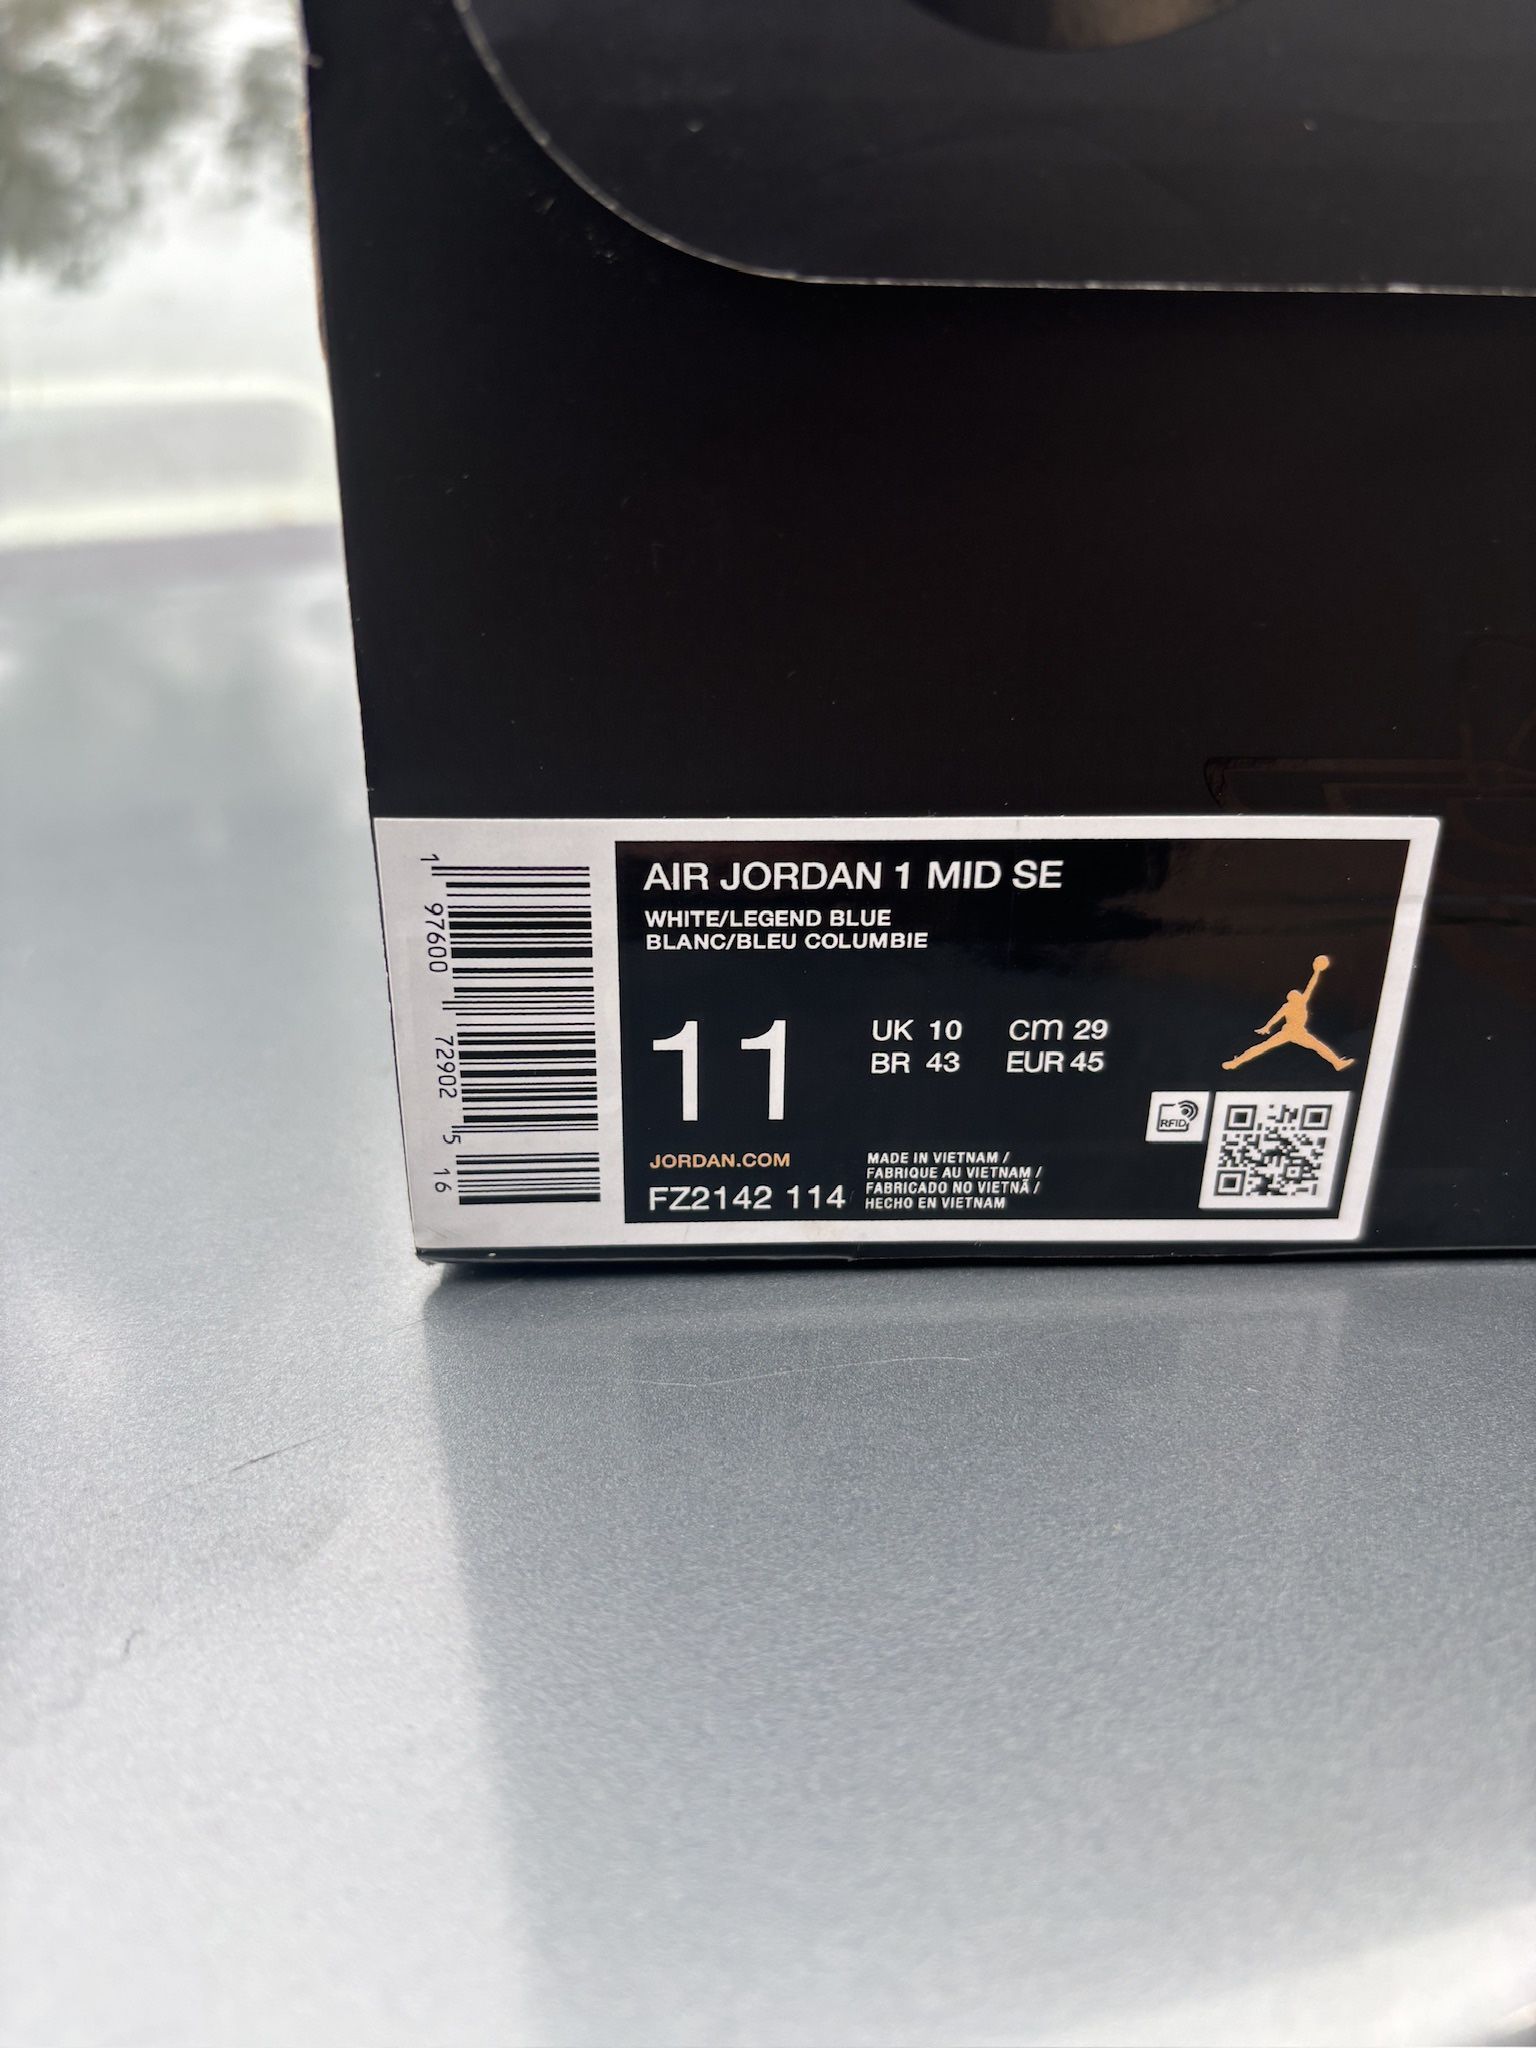 1 97600 72902 5 16
AIR JORDAN 1 MID SE
WHITE/LEGEND BLUE
BLANC/BLEU COLUMBIE
11
UK 10 cm 29
BR 43 EUR 45
RFID
JORDAN.COM
FZ2142 114
MADE IN VIETNAM /
FABRIQUE AU VIETNAM /
FABRICADO NO VIETNÃ /
HECHO EN VIETNAM